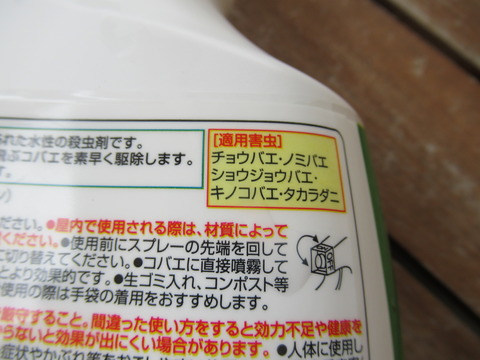 られた水性の殺虫剤です。
飛ぶコバエを素早く駆除します。
す。
[適用害虫]
チョウバエ・ノミバエ
ショウジョウバエ・
キノコバエ・タカラダニ
ださい。●屋内で使用される際は、材質によって
ください。●使用前にスプレーの先端を回して
に切り替えてください。●コバエに直接噴霧して
とより効果的です。●生ゴミ入れ、コンポスト等
使用の際は手袋の着用をおすすめします。
厳守すること。間違った使い方をすると効力不足や健康を
らないと効果が出にくい場合があります。●人体に使用し